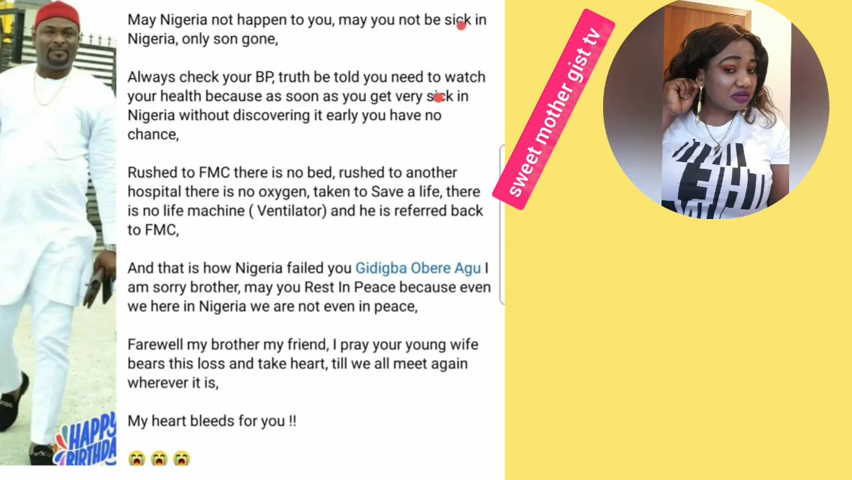 May Nigeria not happen to you, may you not be sick in
Nigeria, only son gone,
Always check your BP, truth be told you need to watch
your health because as soon as you get very sick in
Nigeria without discovering it early you have no
chance,
Rushed to FMC there is no bed, rushed to another
hospital there is no oxygen, taken to Save a life, there
is no life machine ( Ventilator) and he is referred back
to FMC,
And that is how Nigeria failed you Gidigba Obere Agu I
am sorry brother, may you Rest In Peace because even
we here in Nigeria we are not even in peace,
Farewell my brother my friend, I pray your young wife
bears this loss and take heart, till we all meet again
wherever it is,
My heart bleeds for you !!
HAPPY
BIRTHDA
sweet mother gist tv
THE